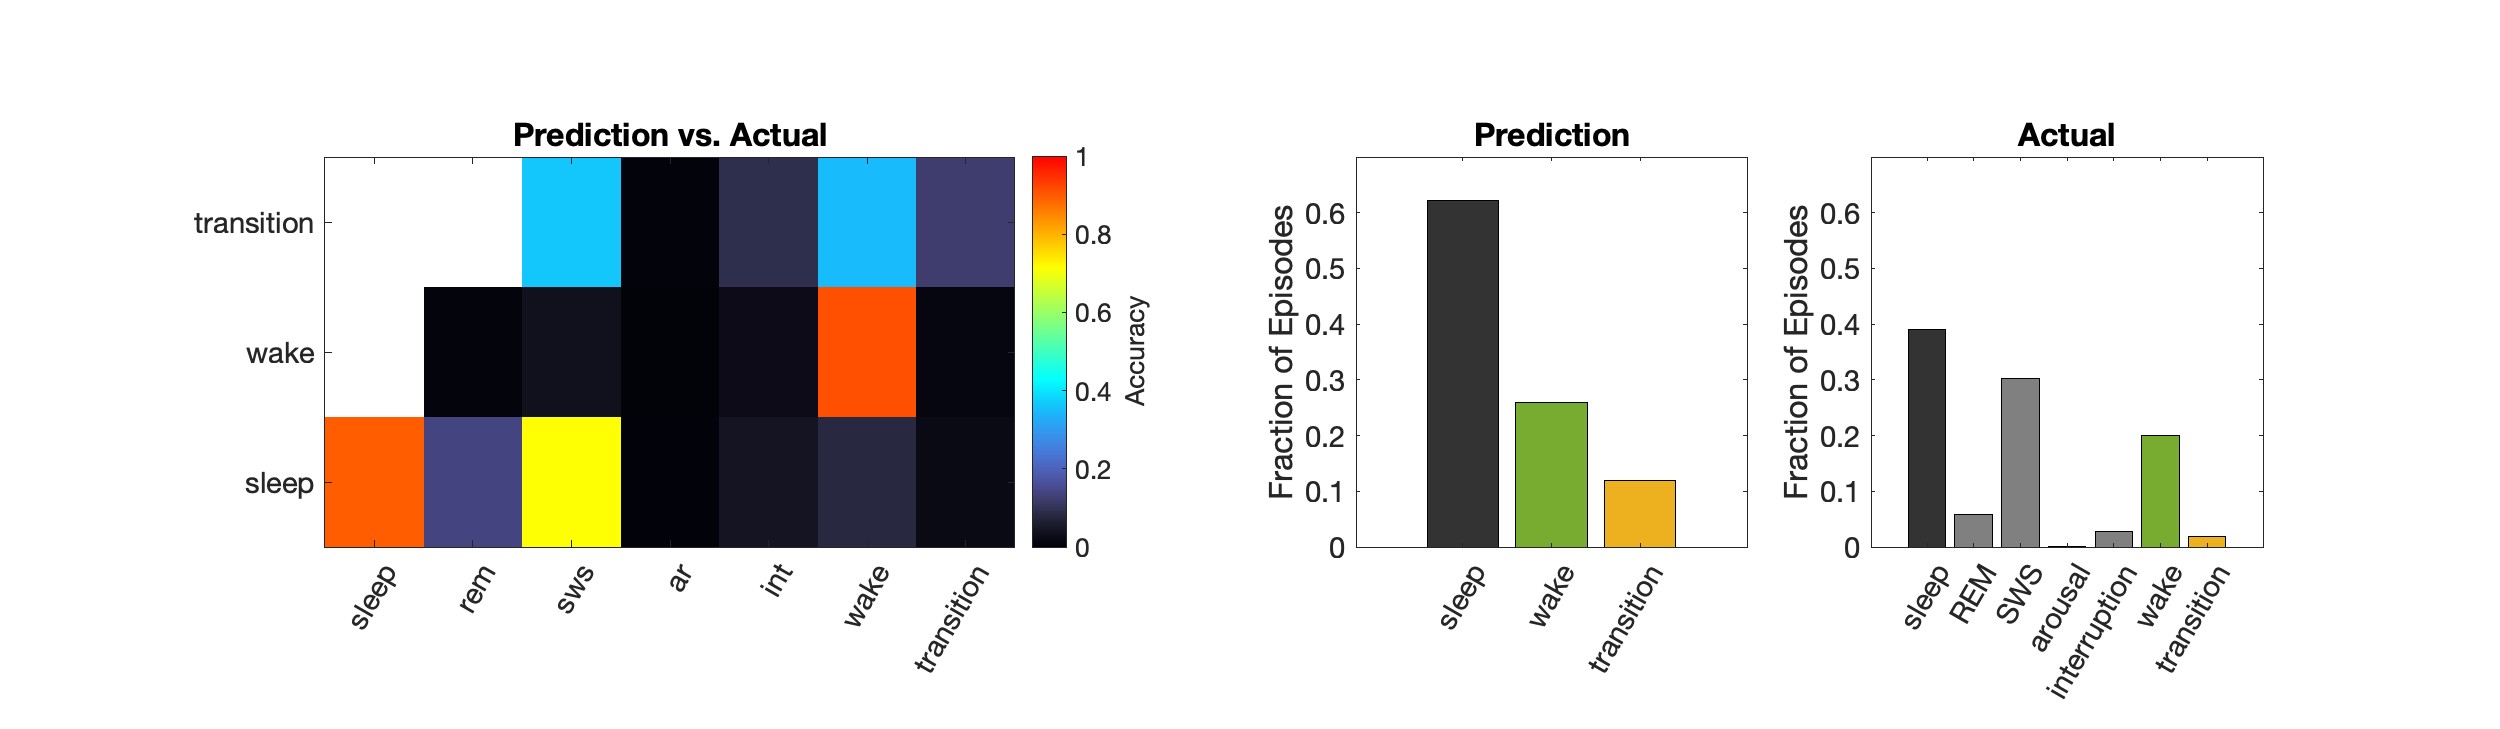 Prediction vs. Actual
transition
wake
sleep
sleep
rem
sws
ar
int
wake
transition
1
0.8
0.6
0.4
0.2
0
Accuracy
Prediction
Fraction of Episodes
0.6
0.5
0.4
0.3
0.2
0.1
0
sleep
wake
transition
Actual
Fraction of Episodes
0.6
0.5
0.4
0.3
0.2
0.1
0
sleep
REM
SWS
arousal
interruption
wake
transition